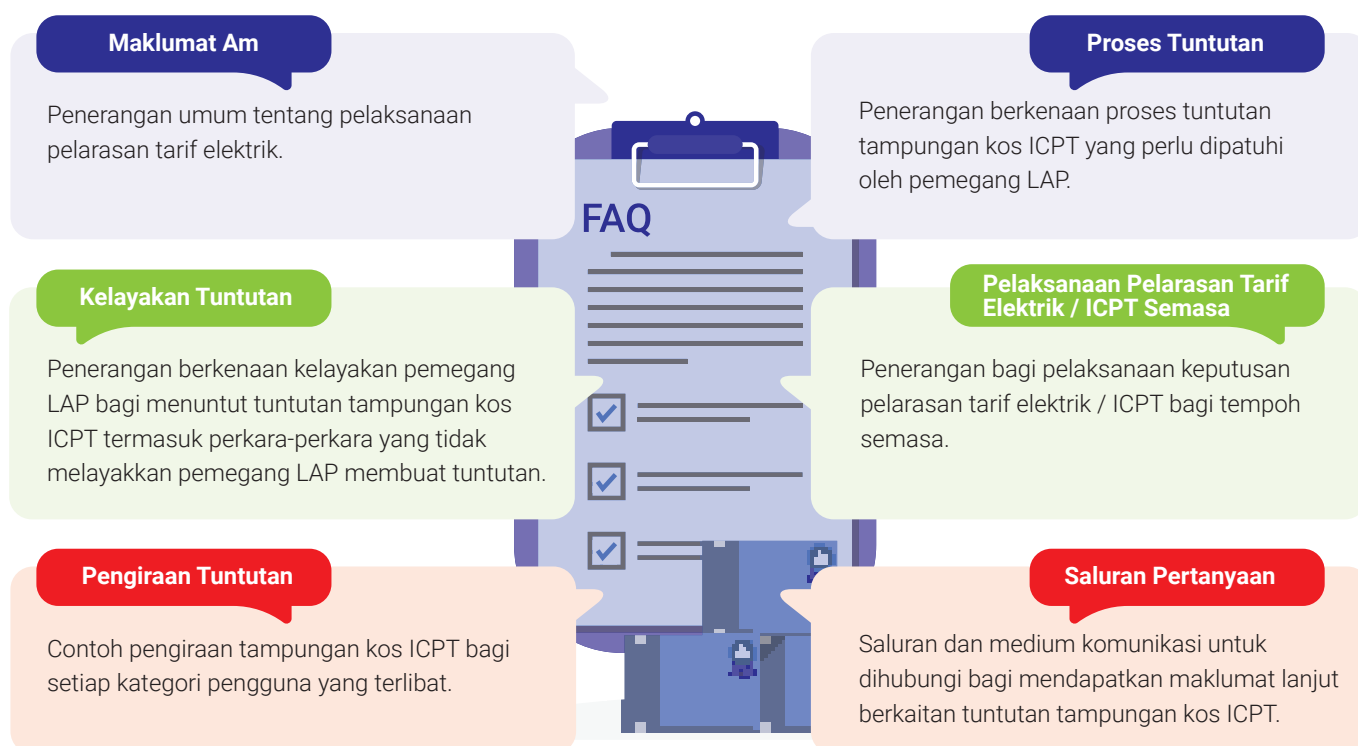 Maklumat Am
Penerangan umum tentang pelaksanaan
pelarasan tarif elektrik.
Proses Tuntutan
Penerangan berkenaan proses tuntutan
tampungan kos ICPT yang perlu dipatuhi
oleh pemegang LAP.
FAQ
Kelayakan Tuntutan
Penerangan berkenaan kelayakan pemegang
LAP bagi menuntut tuntutan tampungan kos
ICPT termasuk perkara-perkara yang tidak
melayakkan pemegang LAP membuat tuntutan.
Pelaksanaan Pelarasan Tarif
Elektrik / ICPT Semasa
Penerangan bagi pelaksanaan keputusan
pelarasan tarif elektrik / ICPT bagi tempoh
semasa.
Pengiraan Tuntutan
Contoh pengiraan tampungan kos ICPT bagi
setiap kategori pengguna yang terlibat.
Saluran Pertanyaan
Saluran dan medium komunikasi untuk
dihubungi bagi mendapatkan maklumat lanjut
berkaitan tuntutan tampungan kos ICPT.